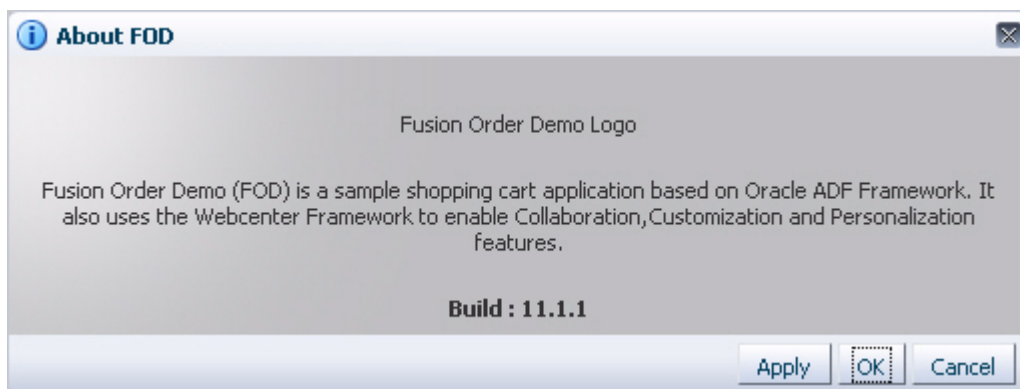 About FOD
Fusion Order Demo Logo
Fusion Order Demo (FOD) is a sample shopping cart application based on Oracle ADF Framework. It
also uses the Webcenter Framework to enable Collaboration,Customization and Personalization
features.
Build : 11.1.1
Apply OK Cancel